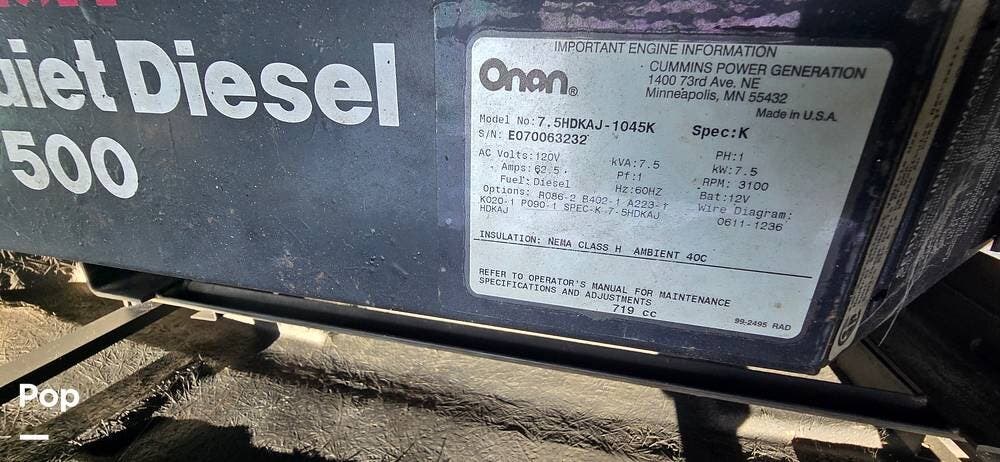 Quiet Diesel
500
IMPORTANT ENGINE INFORMATION
Onan®
CUMMINS POWER GENERATION
1400 73rd Ave. NE
Minneapolis, MN 55432
Made in U.S.A.
Model No: 7.5HDKAJ-1045K Spec:K
S/N: E070063232
AC Volts:120V kVA:7.5 PH:1
Amps:62.5 Pf:1 kW:7.5
Fuel: Diesel Hz:60HZ RPM: 3100
Options: R086-2 B402-1 A223-1 Bat:12V
K020-1 P090-1 SPEC-K 7.5HDKAJ Wire Diagram:
HDKAJ 0611-1236
INSULATION: NEMA CLASS H AMBIENT 40C
REFER TO OPERATOR'S MANUAL FOR MAINTENANCE
SPECIFICATIONS AND ADJUSTMENTS
719 cc
99-2495 RAD
Pop